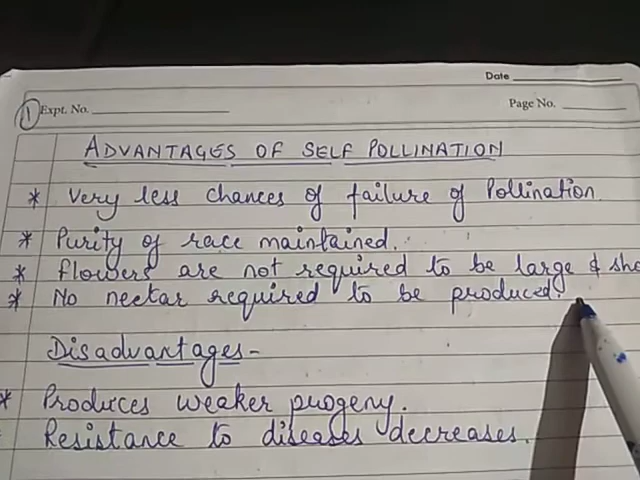 Date
① Expt. No. Page No.
ADVANTAGES OF SELF POLLINATION
* Very less chances of failure of Pollination
* Purity of race maintained.
* flowers are not required to be large &
* No nectar required to be produced.
Disadvantages-
* Produces weaker progeny.
Resistance to diseases decreases.